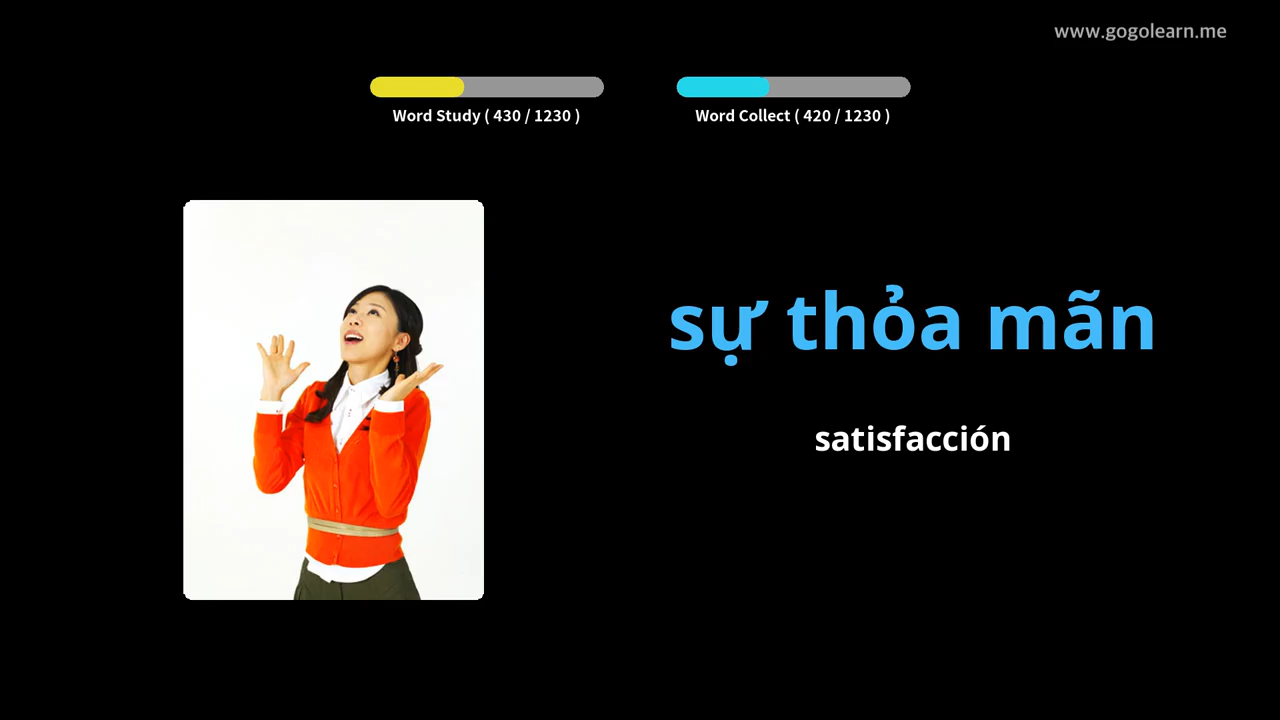 www.gogolearn.me
Word Study ( 430 / 1230 )
Word Collect ( 420 / 1230 )
sự thỏa mãn
satisfacción